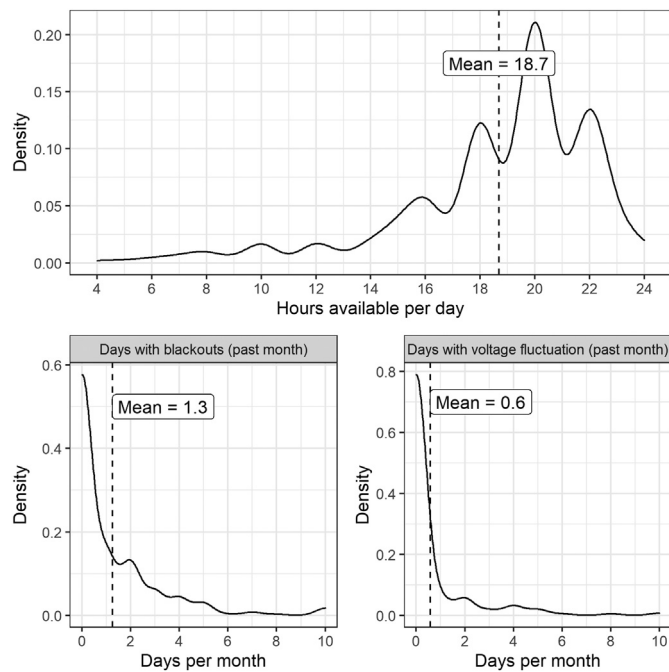 Density
0.20
0.15
0.10
0.05
0.00
Mean = 18.7
4 6 8 10 12 14 16 18 20 22 24
Hours available per day
Days with blackouts (past month)
Density
0.6
0.4
0.2
0.0
Mean = 1.3
0 2 4 6 8 10
Days per month
Days with voltage fluctuation (past month)
Density
0.8
0.6
0.4
0.2
0.0
Mean = 0.6
0 2 4 6 8 10
Days per month